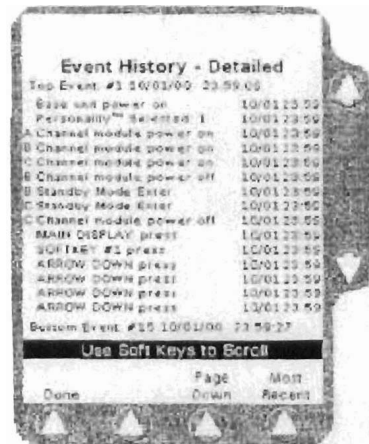 Event History - Detailed
Top Event #1 10/01/00 23:59:06
Base unit power on 10/01 23:59
Personality™ Selected: 1 10/01 23:59
A Channel module power on 10/01 23:59
B Channel module power on 10/01 23:59
C Channel module power on 10/01 23:59
B Channel module power off 10/01 23:59
B Standby Mode Enter 10/01 23:59
C Standby Mode Enter 10/01 23:59
C Channel module power off 10/01 23:59
MAIN DISPLAY press 10/01 23:59
SOFTKEY #1 press 10/01 23:59
ARROW DOWN press 10/01 23:59
ARROW DOWN press 10/01 23:59
ARROW DOWN press 10/01 23:59
ARROW DOWN press 10/01 23:59
Bottom Event #15 10/01/00 23:59:27
Use Soft Keys to Scroll
Done
Page Down
Most Recent